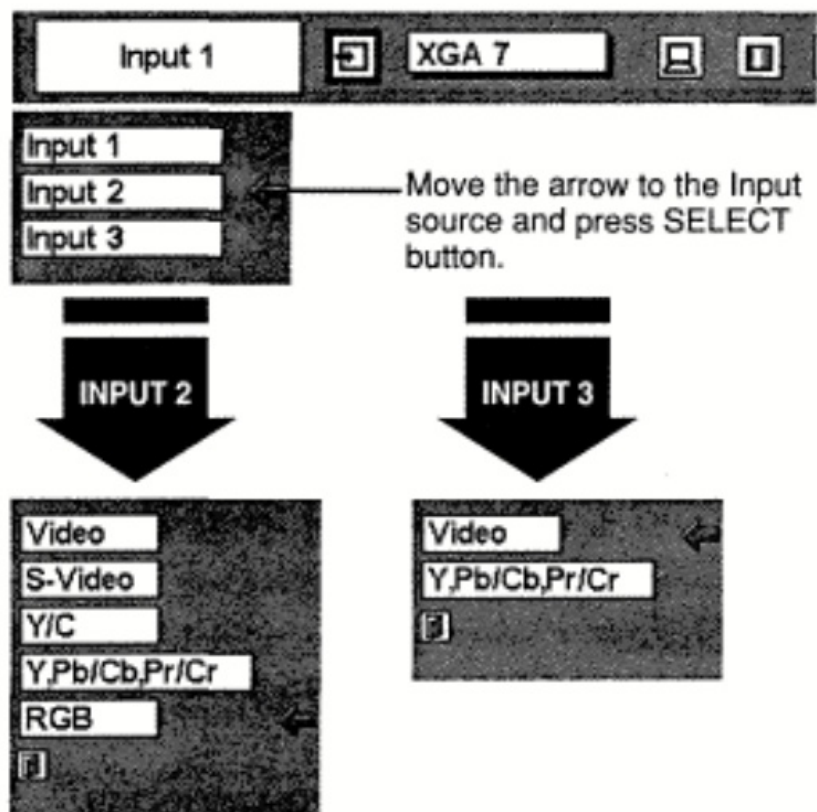 Input 1
XGA 7
Input 1
Input 2
Input 3
Move the arrow to the Input
source and press SELECT
button.
INPUT 2
INPUT 3
Video
S-Video
Y/C
Y,Pb/Cb,Pr/Cr
RGB
Video
Y,Pb/Cb,Pr/Cr